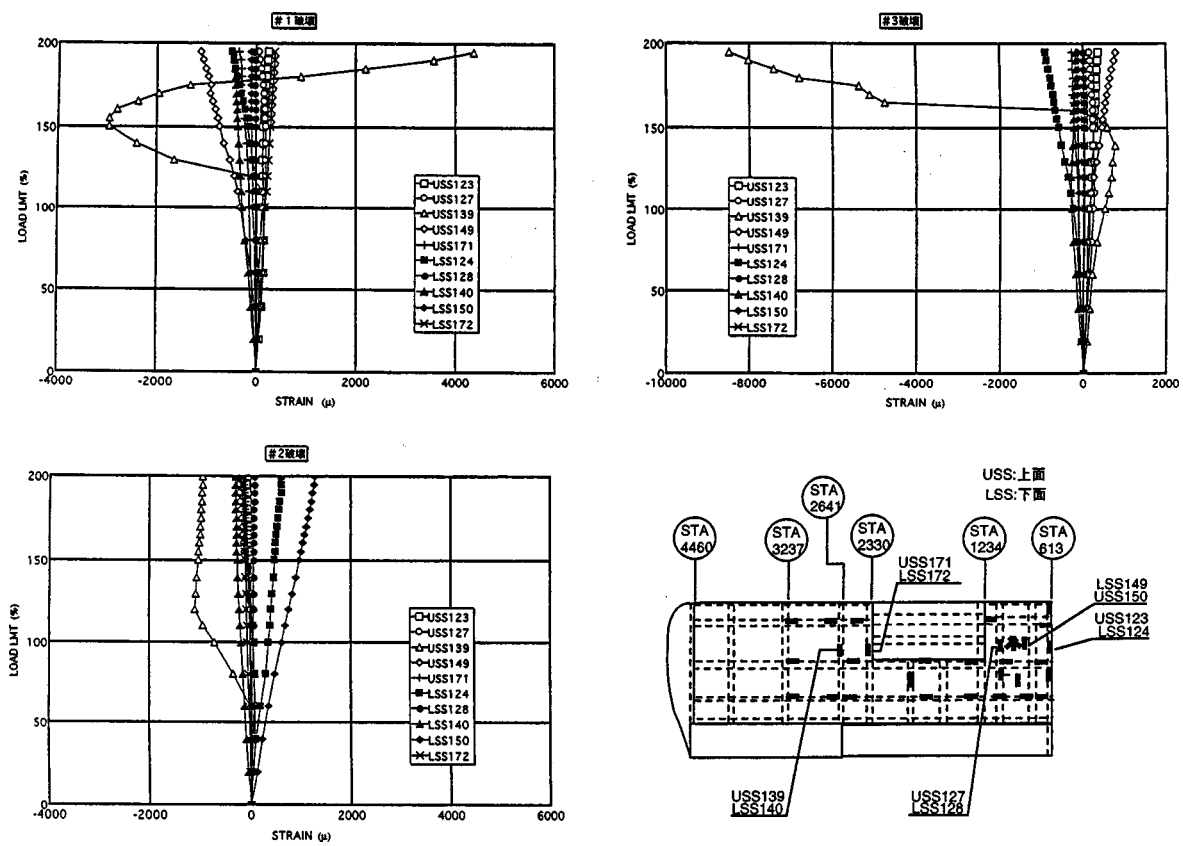 #1破壊
200
150
100
50
0
LOAD LMT (%)
-4000
-2000
0
2000
4000
6000
STRAIN (μ)
USS123
USS127
USS139
USS149
USS171
LSS124
LSS128
LSS140
LSS150
LSS172
#3破壊
200
150
100
50
0
LOAD LMT (%)
-10000
-8000
-6000
-4000
-2000
0
2000
STRAIN (μ)
USS123
USS127
USS139
USS149
USS171
LSS124
LSS128
LSS140
LSS150
LSS172
#2破壊
200
150
100
50
0
LOAD LMT (%)
-4000
-2000
0
2000
4000
6000
STRAIN (μ)
USS123
USS127
USS139
USS149
USS171
LSS124
LSS128
LSS140
LSS150
LSS172
USS:上面
LSS:下面
STA
4460
STA
3237
STA
2641
STA
2330
STA
1234
STA
613
USS171
LSS172
LSS149
USS150
USS123
LSS124
USS139
LSS140
USS127
LSS128